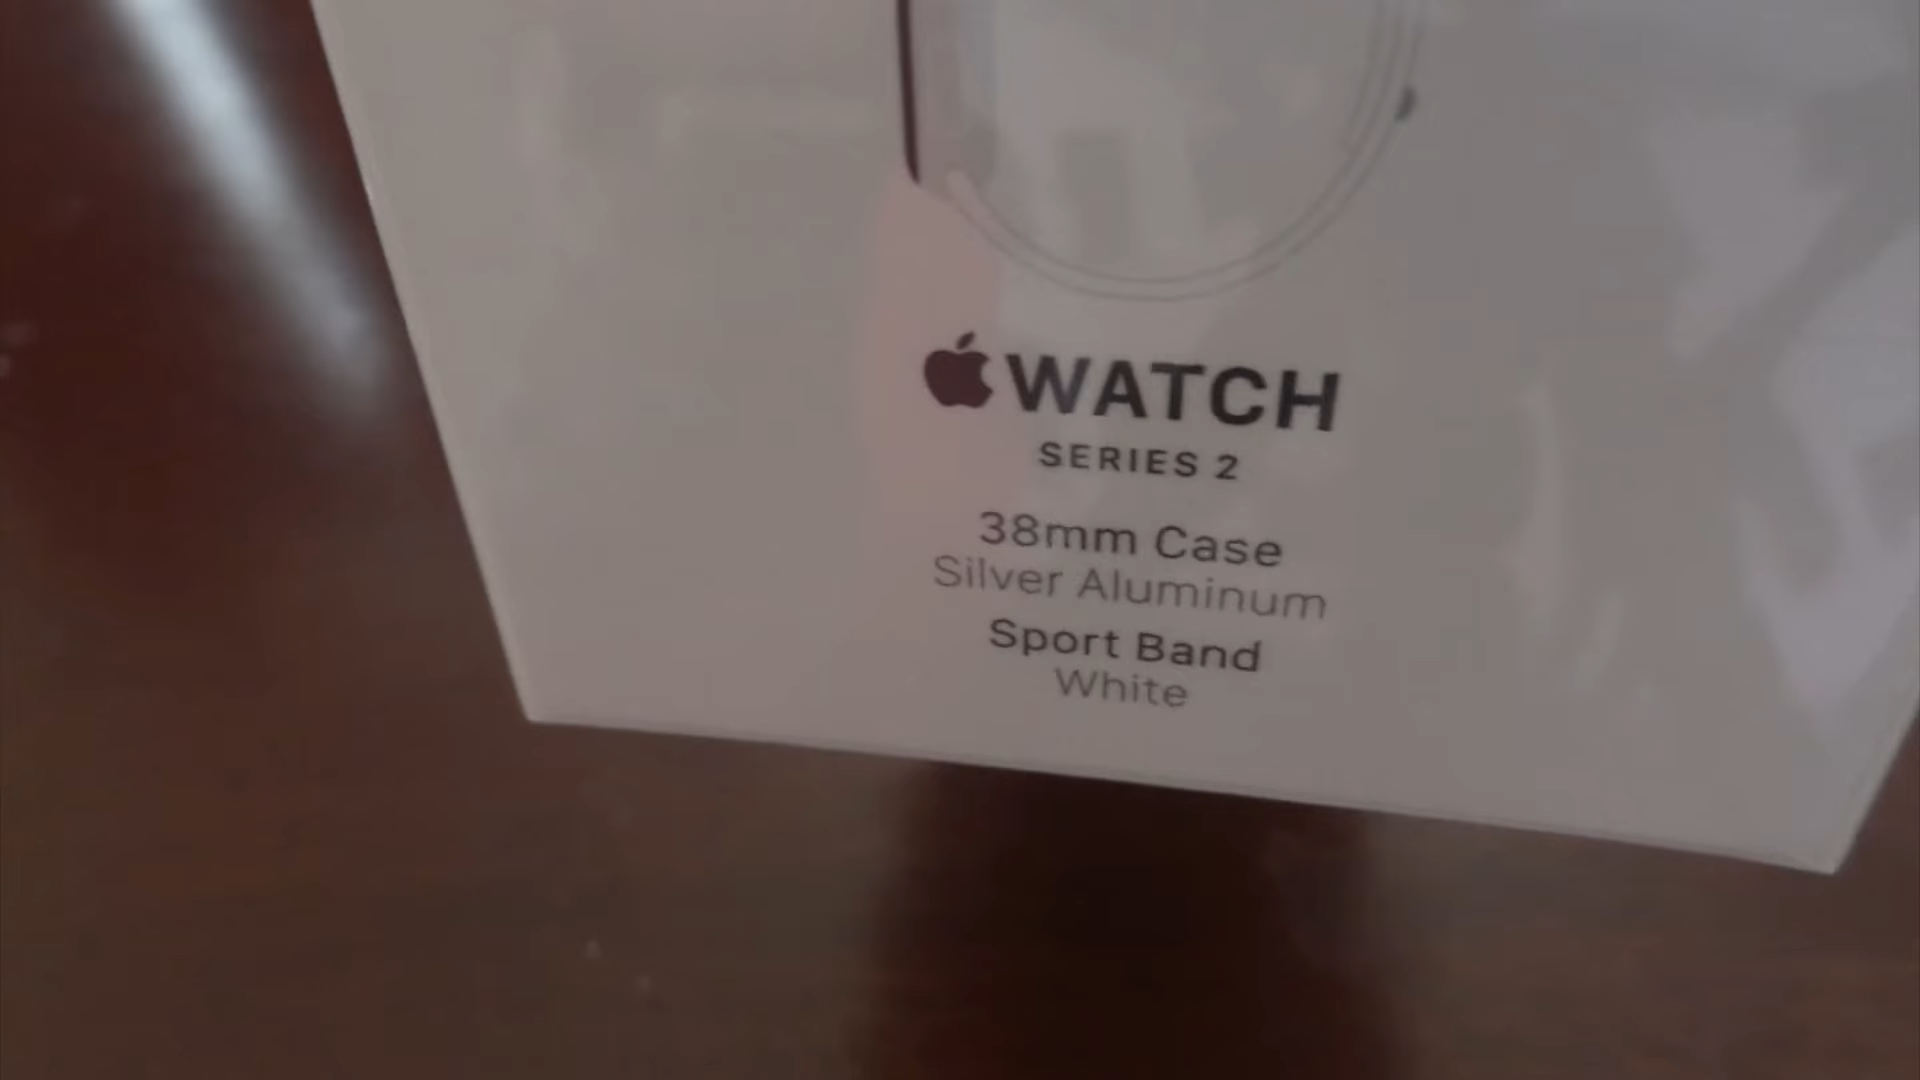 WATCH
SERIES 2
38mm Case
Silver Aluminum
Sport Band
White